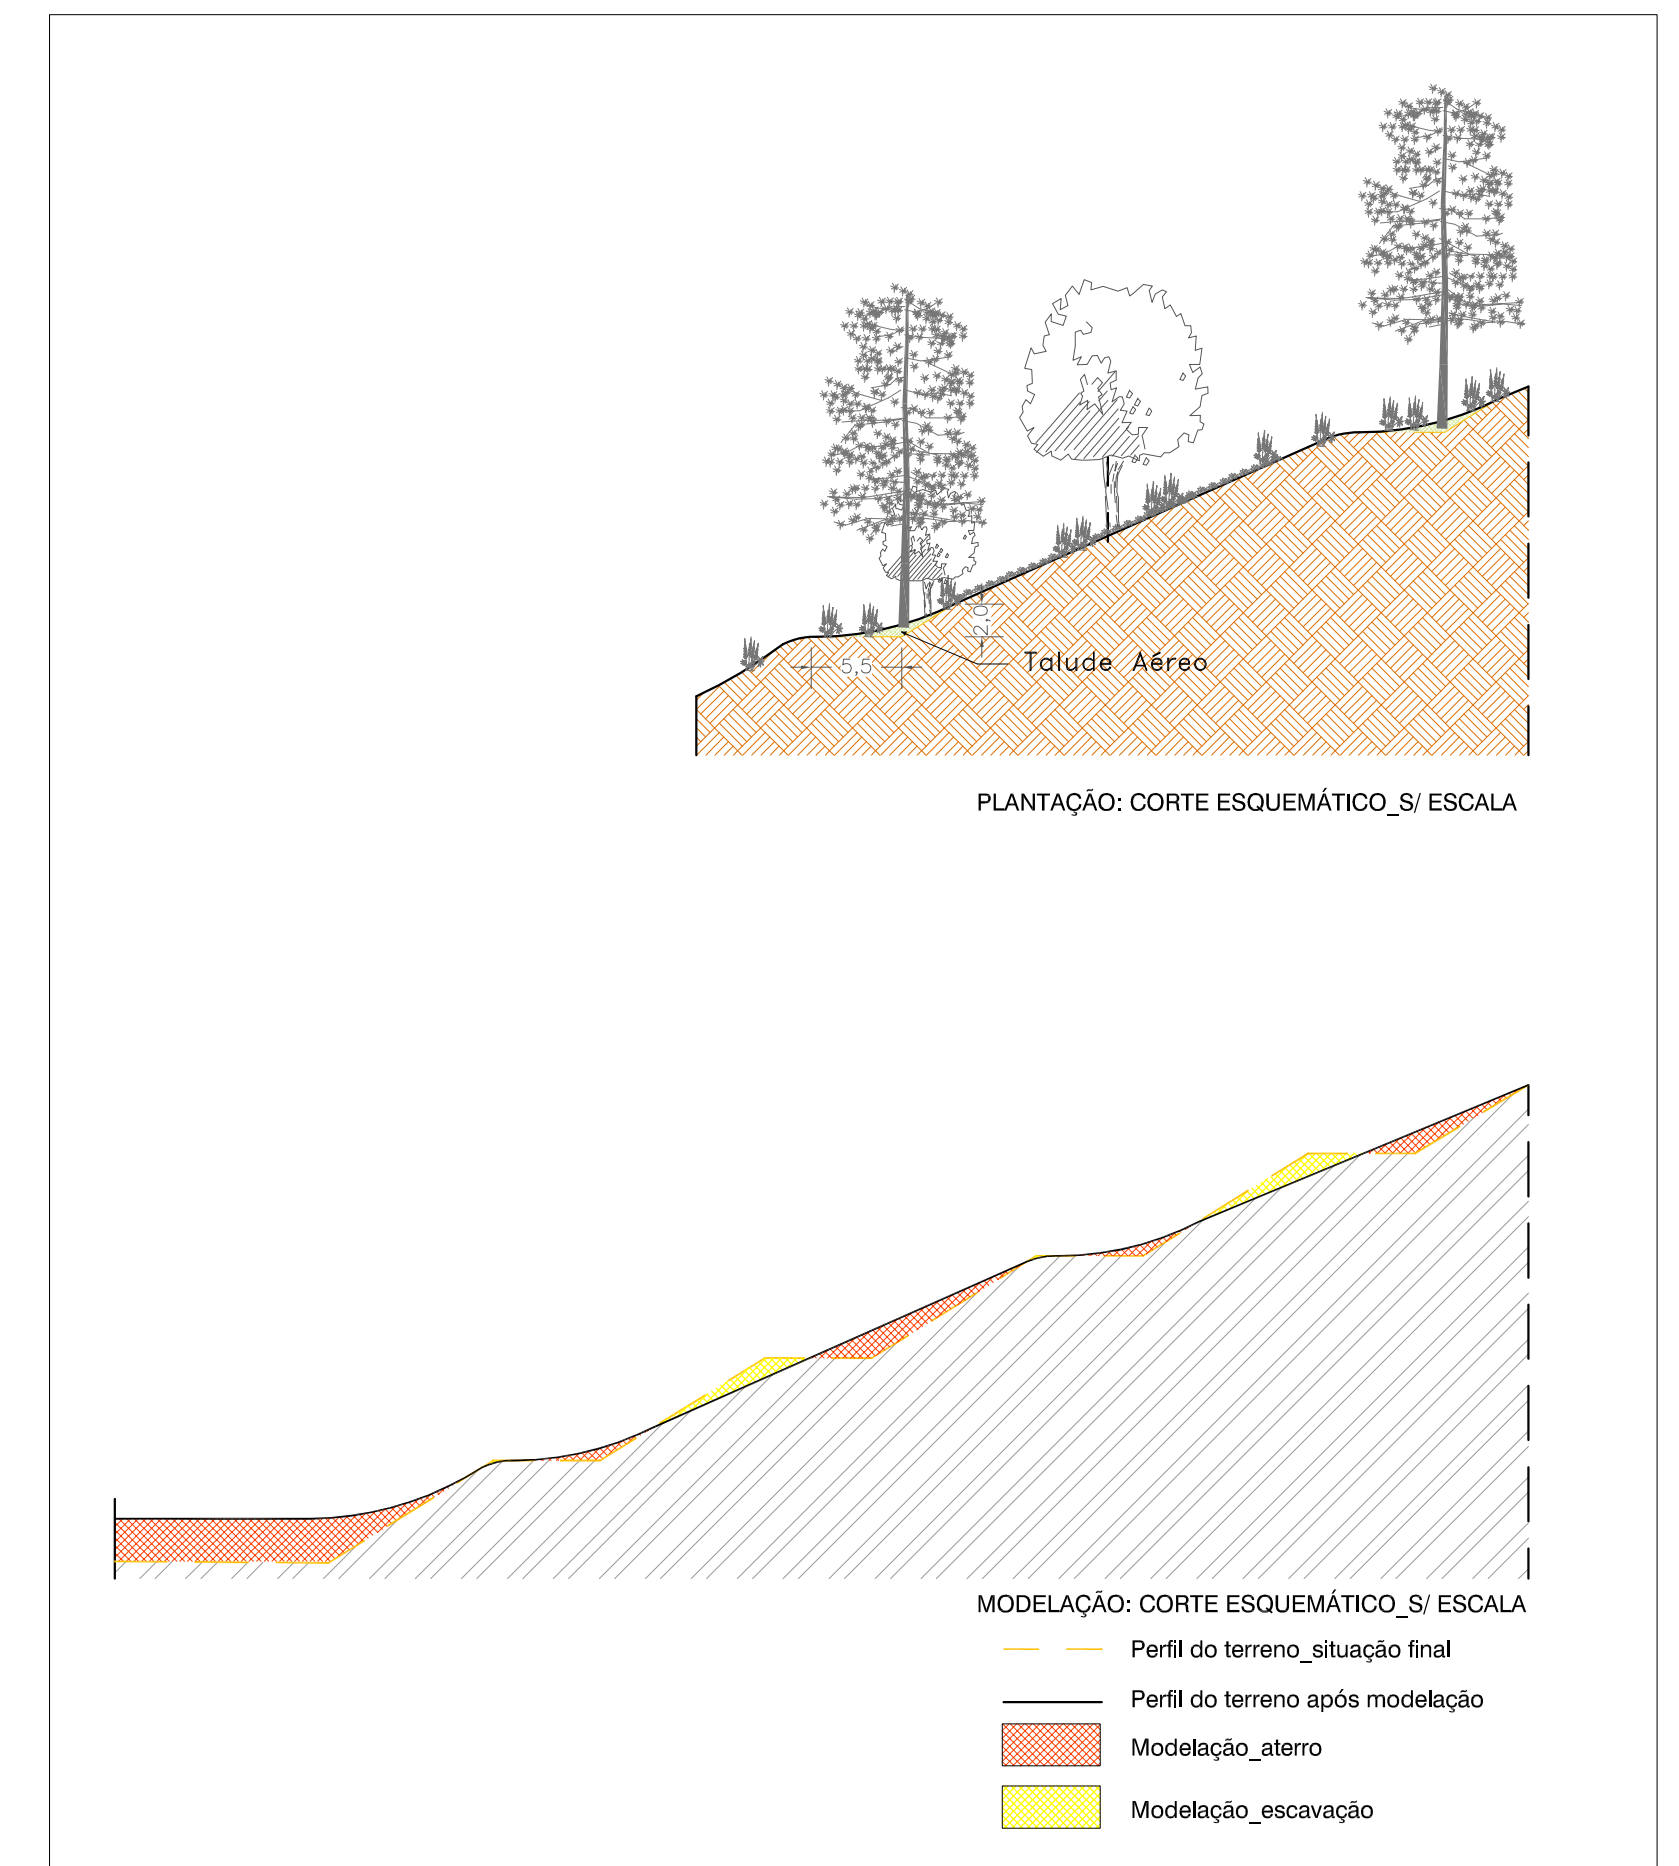 2,0
5,5
Talude Aéreo
PLANTAÇÃO: CORTE ESQUEMÁTICO_S/ ESCALA
MODELAÇÃO: CORTE ESQUEMÁTICO_S/ ESCALA
Perfil do terreno_situação final
Perfil do terreno após modelação
Modelação_aterro
Modelação_escavação